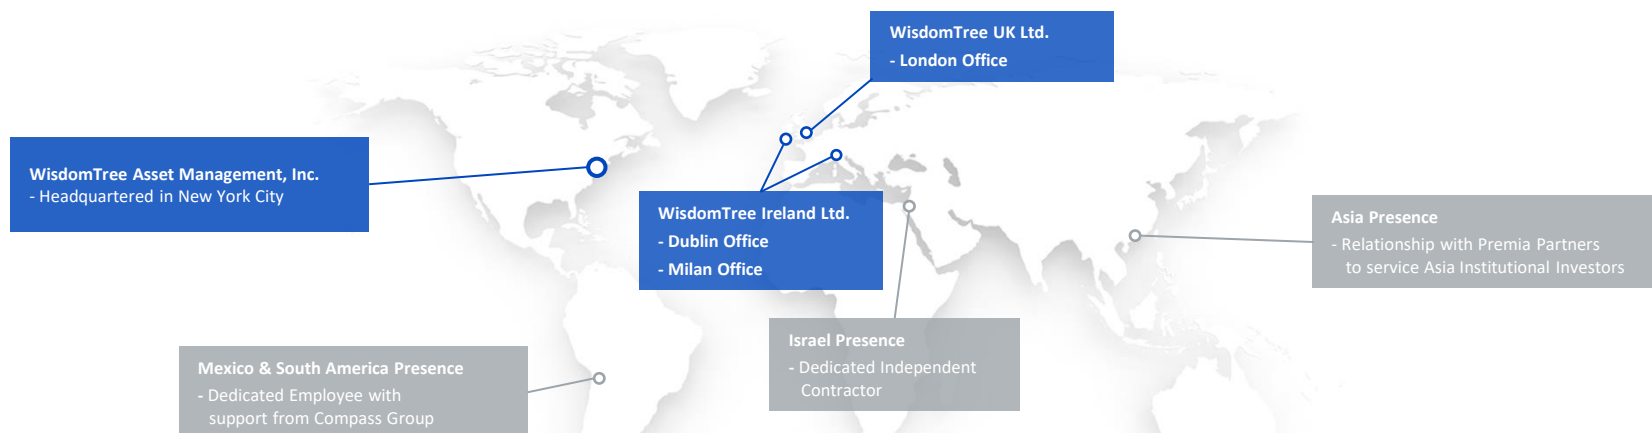 WisdomTree UK Ltd.
- London Office
WisdomTree Asset Management, Inc.
- Headquartered in New York City
WisdomTree Ireland Ltd.
- Dublin Office
- Milan Office
Asia Presence
- Relationship with Premia Partners
to service Asia Institutional Investors
Israel Presence
- Dedicated Independent
Contractor
Mexico & South America Presence
- Dedicated Employee with
support from Compass Group